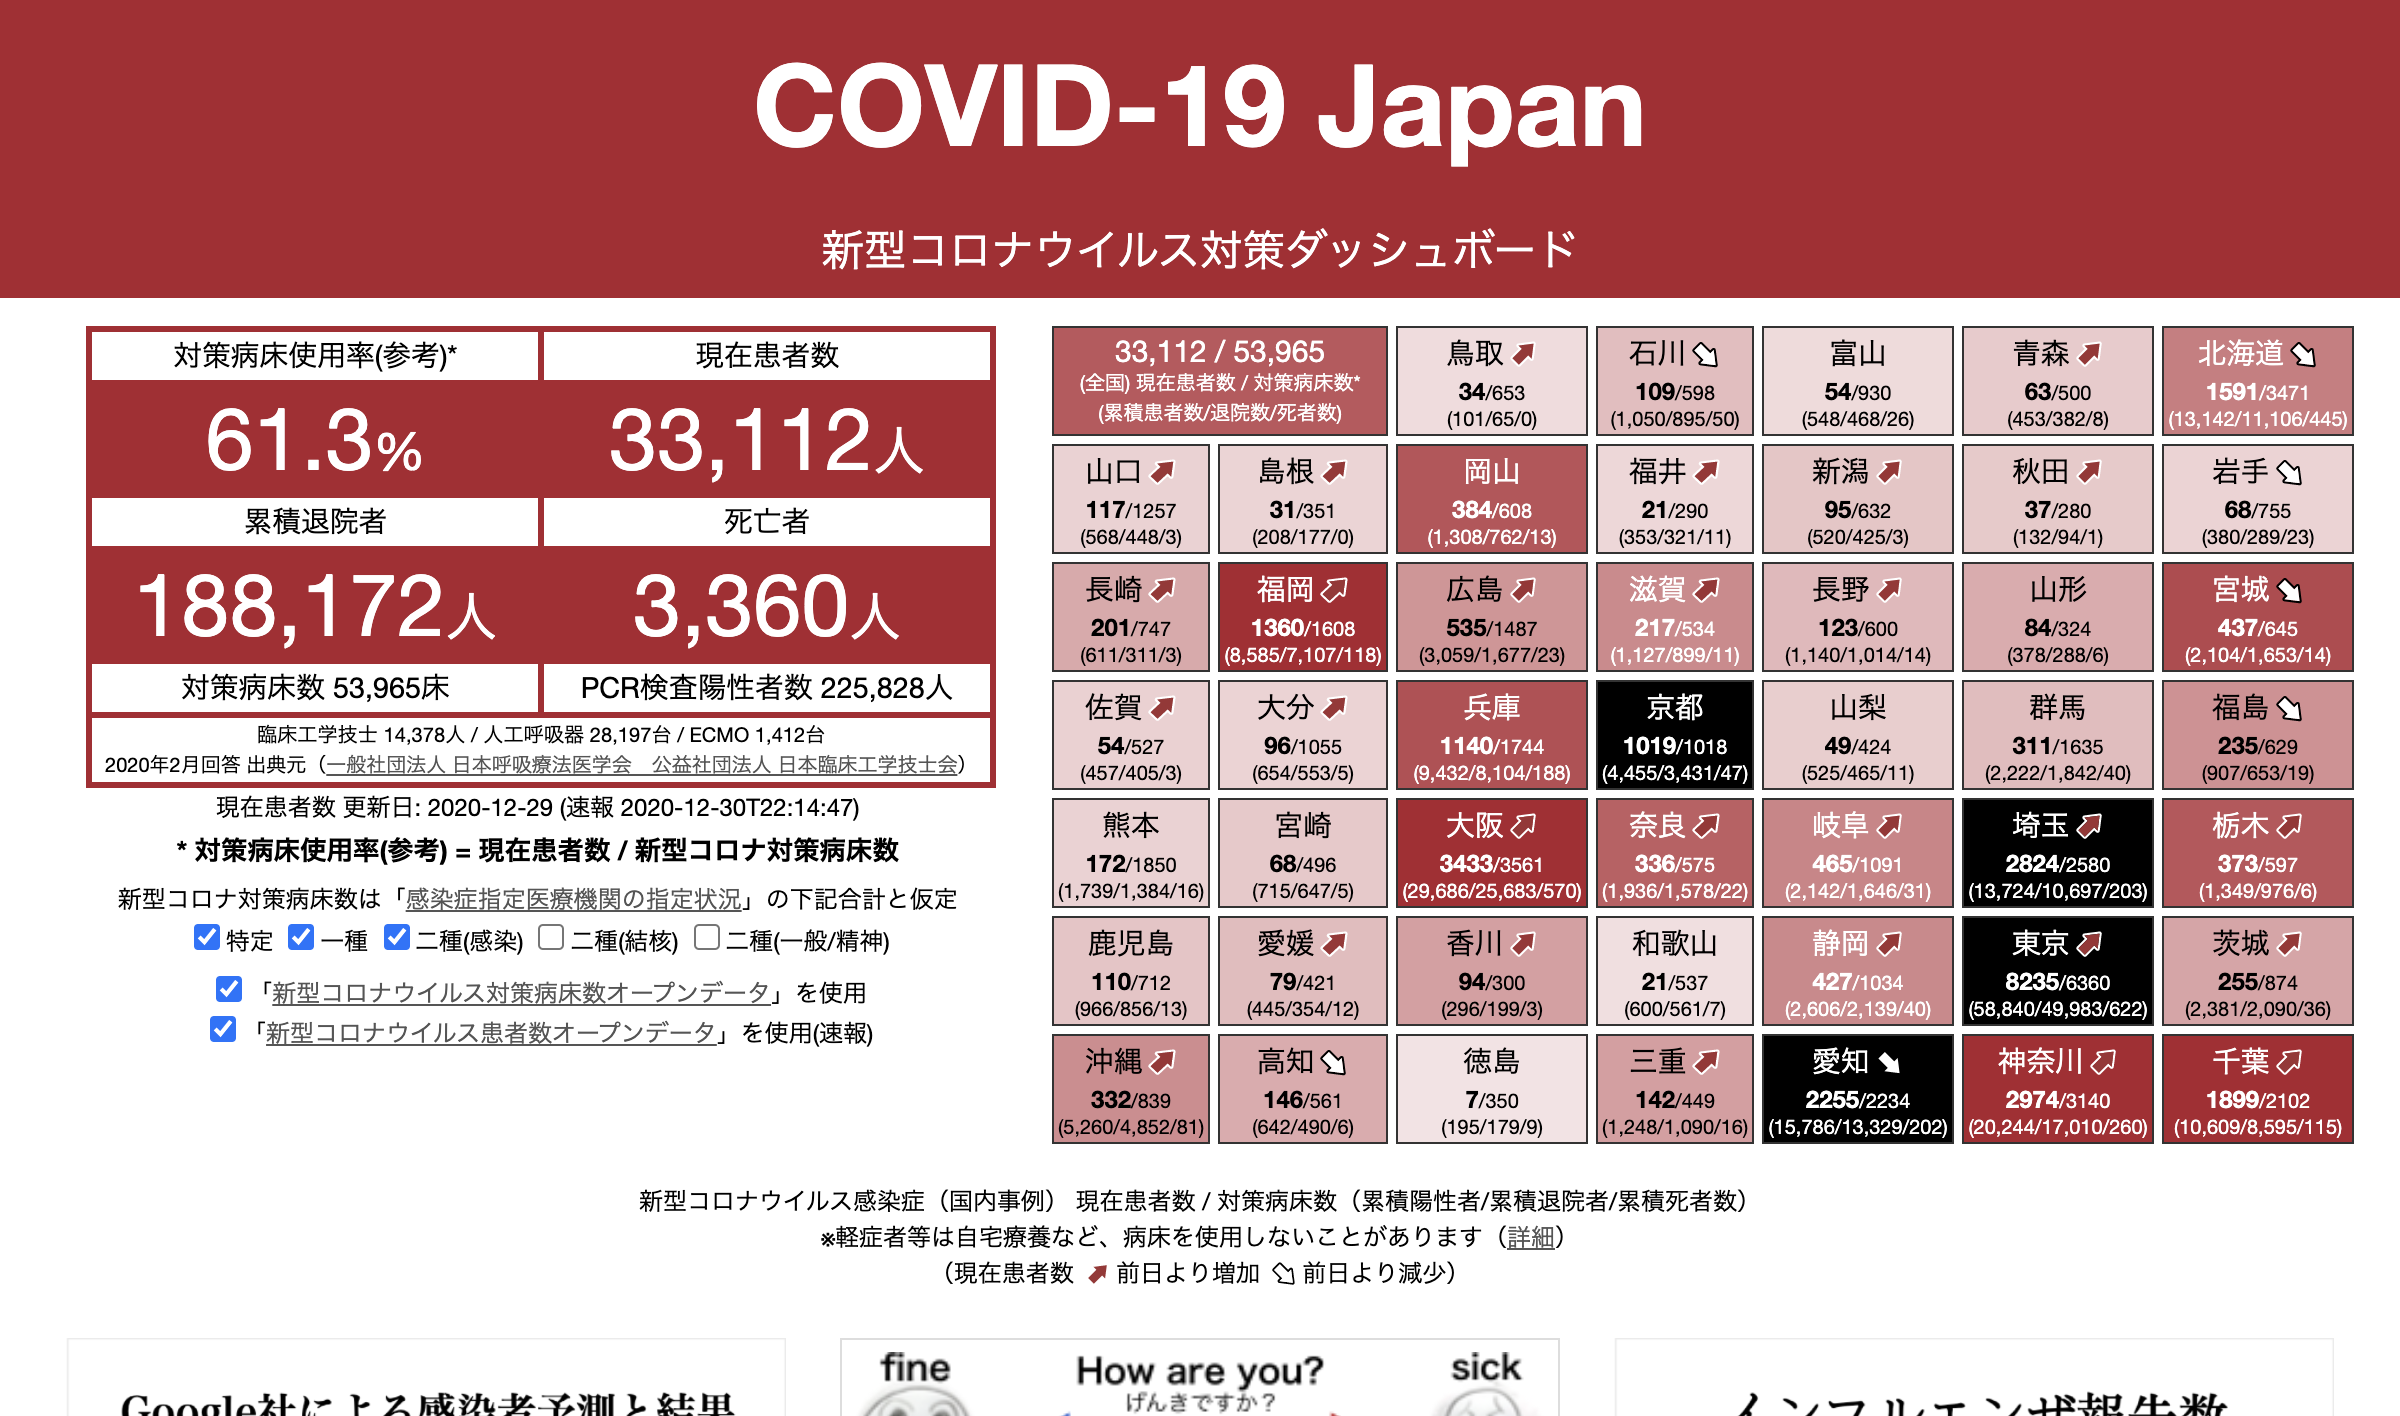 COVID-19 Japan
新型コロナウイルス対策ダッシュボード
対策病床使用率(参考)* 現在患者数
61.3% 33,112人
累積退院者 死亡者
188,172人 3,360人
対策病床数 53,965床 PCR検査陽性者数 225,828人
臨床工学技士 14,378人 / 人工呼吸器 28,197台 / ECMO 1,412台
2020年2月回答 出典元（一般社団法人 日本呼吸療法医学会　公益社団法人 日本臨床工学技士会）
現在患者数 更新日: 2020-12-29 (速報 2020-12-30T22:14:47)
* 対策病床使用率(参考) = 現在患者数 / 新型コロナ対策病床数
新型コロナ対策病床数は「感染症指定医療機関の指定状況」の下記合計と仮定
特定 一種 二種(感染) 二種(結核) 二種(一般/精神)
「新型コロナウイルス対策病床数オープンデータ」を使用
「新型コロナウイルス患者数オープンデータ」を使用(速報)
33,112 / 53,965
(全国) 現在患者数 / 対策病床数*
(累積患者数/退院数/死者数)
鳥取
34/653
(101/65/0)
石川
109/598
(1,050/895/50)
富山
54/930
(548/468/26)
青森
63/500
(453/382/8)
北海道
1591/3471
(13,142/11,106/445)
山口
117/1257
(568/448/3)
島根
31/351
(208/177/0)
岡山
384/608
(1,308/762/13)
福井
21/290
(353/321/11)
新潟
95/632
(520/425/3)
秋田
37/280
(132/94/1)
岩手
68/755
(380/289/23)
長崎
201/747
(611/311/3)
福岡
1360/1608
(8,585/7,107/118)
広島
535/1487
(3,059/1,677/23)
滋賀
217/534
(1,127/899/11)
長野
123/600
(1,140/1,014/14)
山形
84/324
(378/288/6)
宮城
437/645
(2,104/1,653/14)
佐賀
54/527
(457/405/3)
大分
96/1055
(654/553/5)
兵庫
1140/1744
(9,432/8,104/188)
京都
1019/1018
(4,455/3,431/47)
山梨
49/424
(525/465/11)
群馬
311/1635
(2,222/1,842/40)
福島
235/629
(907/653/19)
熊本
172/1850
(1,739/1,384/16)
宮崎
68/496
(715/647/5)
大阪
3433/3561
(29,686/25,683/570)
奈良
336/575
(1,936/1,578/22)
岐阜
465/1091
(2,142/1,646/31)
埼玉
2824/2580
(13,724/10,697/203)
栃木
373/597
(1,349/976/6)
鹿児島
110/712
(966/856/13)
愛媛
79/421
(445/354/12)
香川
94/300
(296/199/3)
和歌山
21/537
(600/561/7)
静岡
427/1034
(2,606/2,139/40)
東京
8235/6360
(58,840/49,983/622)
茨城
255/874
(2,381/2,090/36)
沖縄
332/839
(5,260/4,852/81)
高知
146/561
(642/490/6)
徳島
7/350
(195/179/9)
三重
142/449
(1,248/1,090/16)
愛知
2255/2234
(15,786/13,329/202)
神奈川
2974/3140
(20,244/17,010/260)
千葉
1899/2102
(10,609/8,595/115)
新型コロナウイルス感染症（国内事例） 現在患者数 / 対策病床数（累積陽性者/累積退院者/累積死者数）
※軽症者等は自宅療養など、病床を使用しないことがあります（詳細）
（現在患者数 前日より増加 前日より減少）
Google社による感染者予測と結果
fine How are you? sick
げんきですか？
インフルエンザ報告数